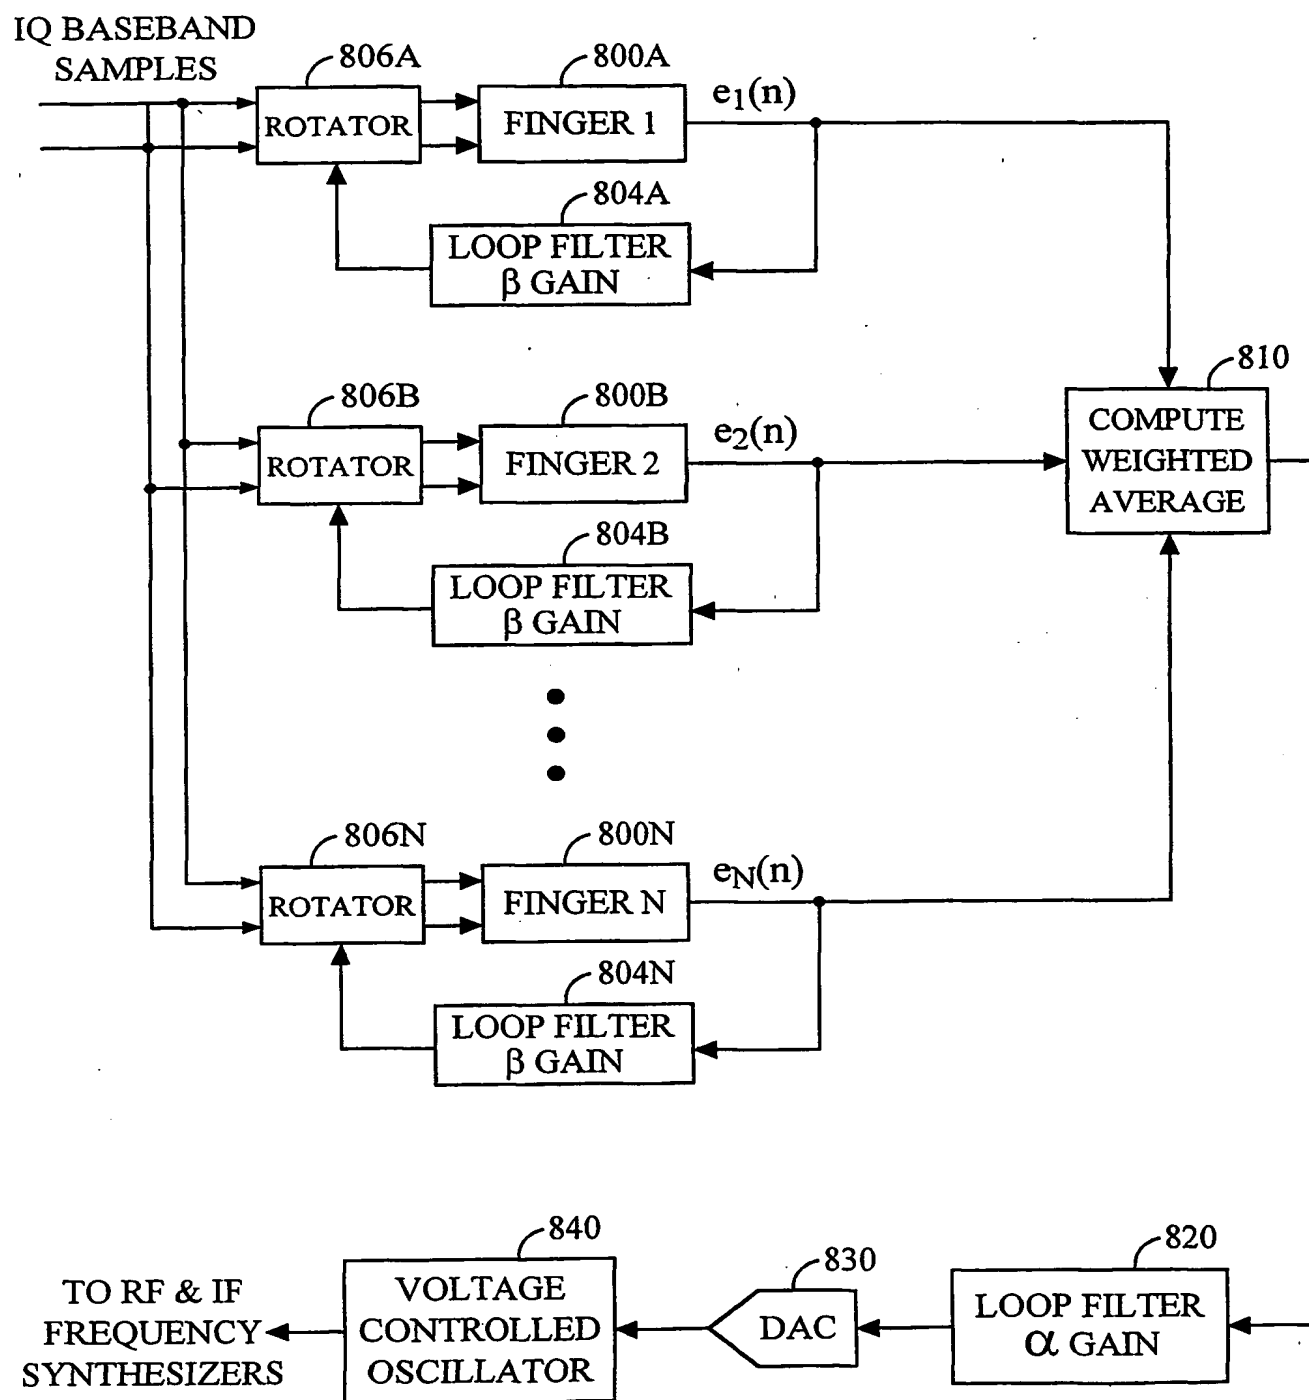 IQ BASEBAND
SAMPLES
806A
800A
e1(n)
ROTATOR
FINGER 1
804A
LOOP FILTER
β GAIN
806B
800B
e2(n)
810
ROTATOR
FINGER 2
COMPUTE
WEIGHTED
AVERAGE
804B
LOOP FILTER
β GAIN
806N
800N
eN(n)
ROTATOR
FINGER N
804N
LOOP FILTER
β GAIN
840
830
820
TO RF & IF
FREQUENCY
SYNTHESIZERS
VOLTAGE
CONTROLLED
OSCILLATOR
DAC
LOOP FILTER
α GAIN